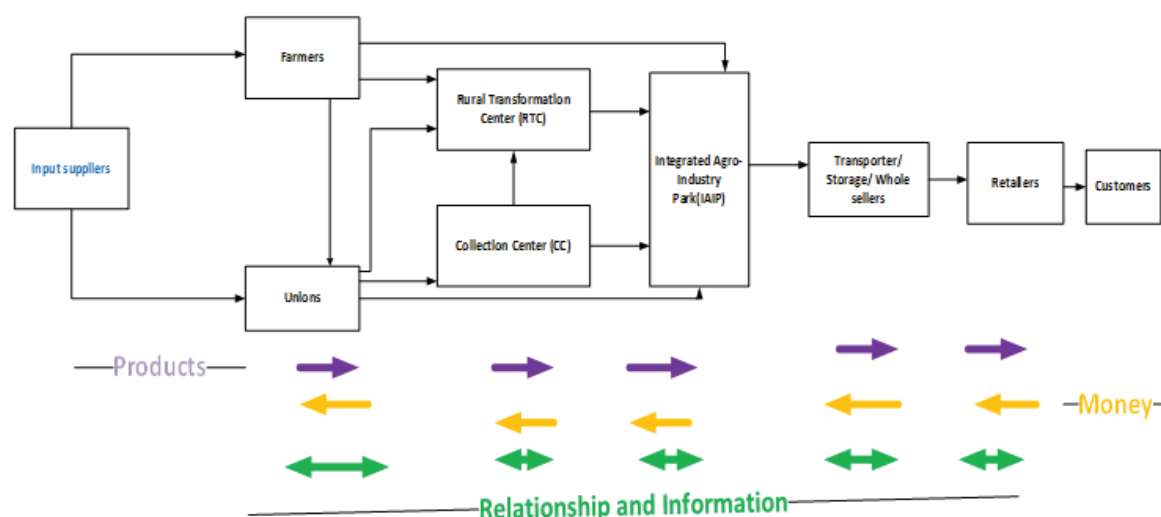 Farmers
Rural Transformation
Center (RTC)
Input suppliers
Integrated Agro-
Industry
Park(IAIP)
Transporter/
Storage/ Whole
sellers
Retailers
Customers
Collection Center (CC)
Unions
Products
Money
Relationship and Information